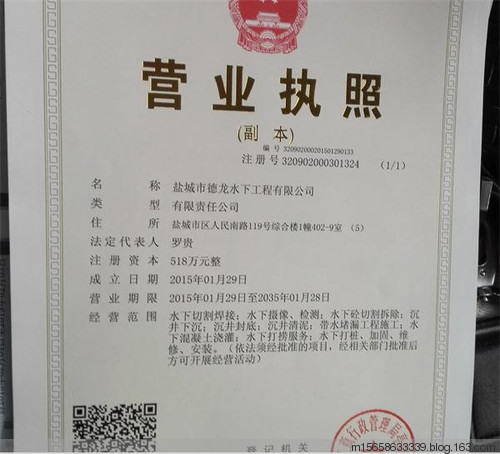 营业执照
(副 本)
编 号 320902000201501290133
注册号 320902000301324 (1/1)
名 称 盐城市德龙水下工程有限公司
类 型 有限责任公司
住 所 盐城市区人民南路119号综合楼1幢402-9室 (5)
法定代表人 罗贵
注册资本 518万元整
成立日期 2015年01月29日
营业期限 2015年01月29日至2035年01月28日
经营范围 水下切割焊接;水下摄像、检测;水下砼切割拆除;沉
井下沉;沉井封底;沉井清泥;带水堵漏工程施工;水
下混凝土浇灌;水下打捞服务;水下打桩、加固、维
修、安装。(依法须经批准的项目,经相关部门批准后
方可开展经营活动)
登记机关
行政管理局
m15658633339.blog.163.com